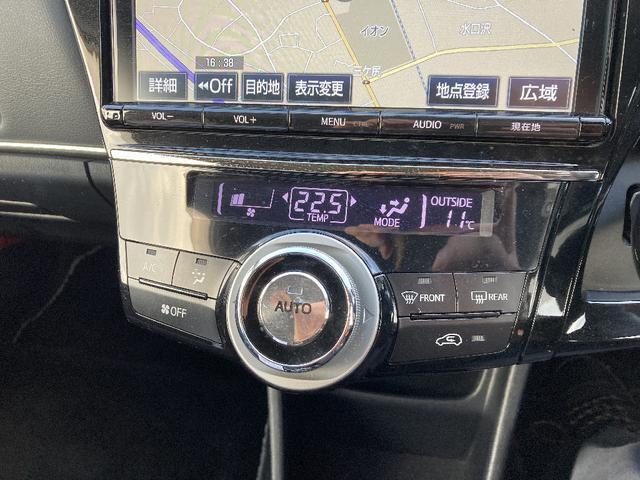 イオン
水口沢
三ケ尻
16:38
詳細 ◀◀Off 目的地 表示変更 地点登録 広域
VOL− VOL+ MENU CTRL AUDIO PWR 現在地
22.5 OUTSIDE
TEMP MODE 11℃
A/C
AUTO FRONT REAR
OFF